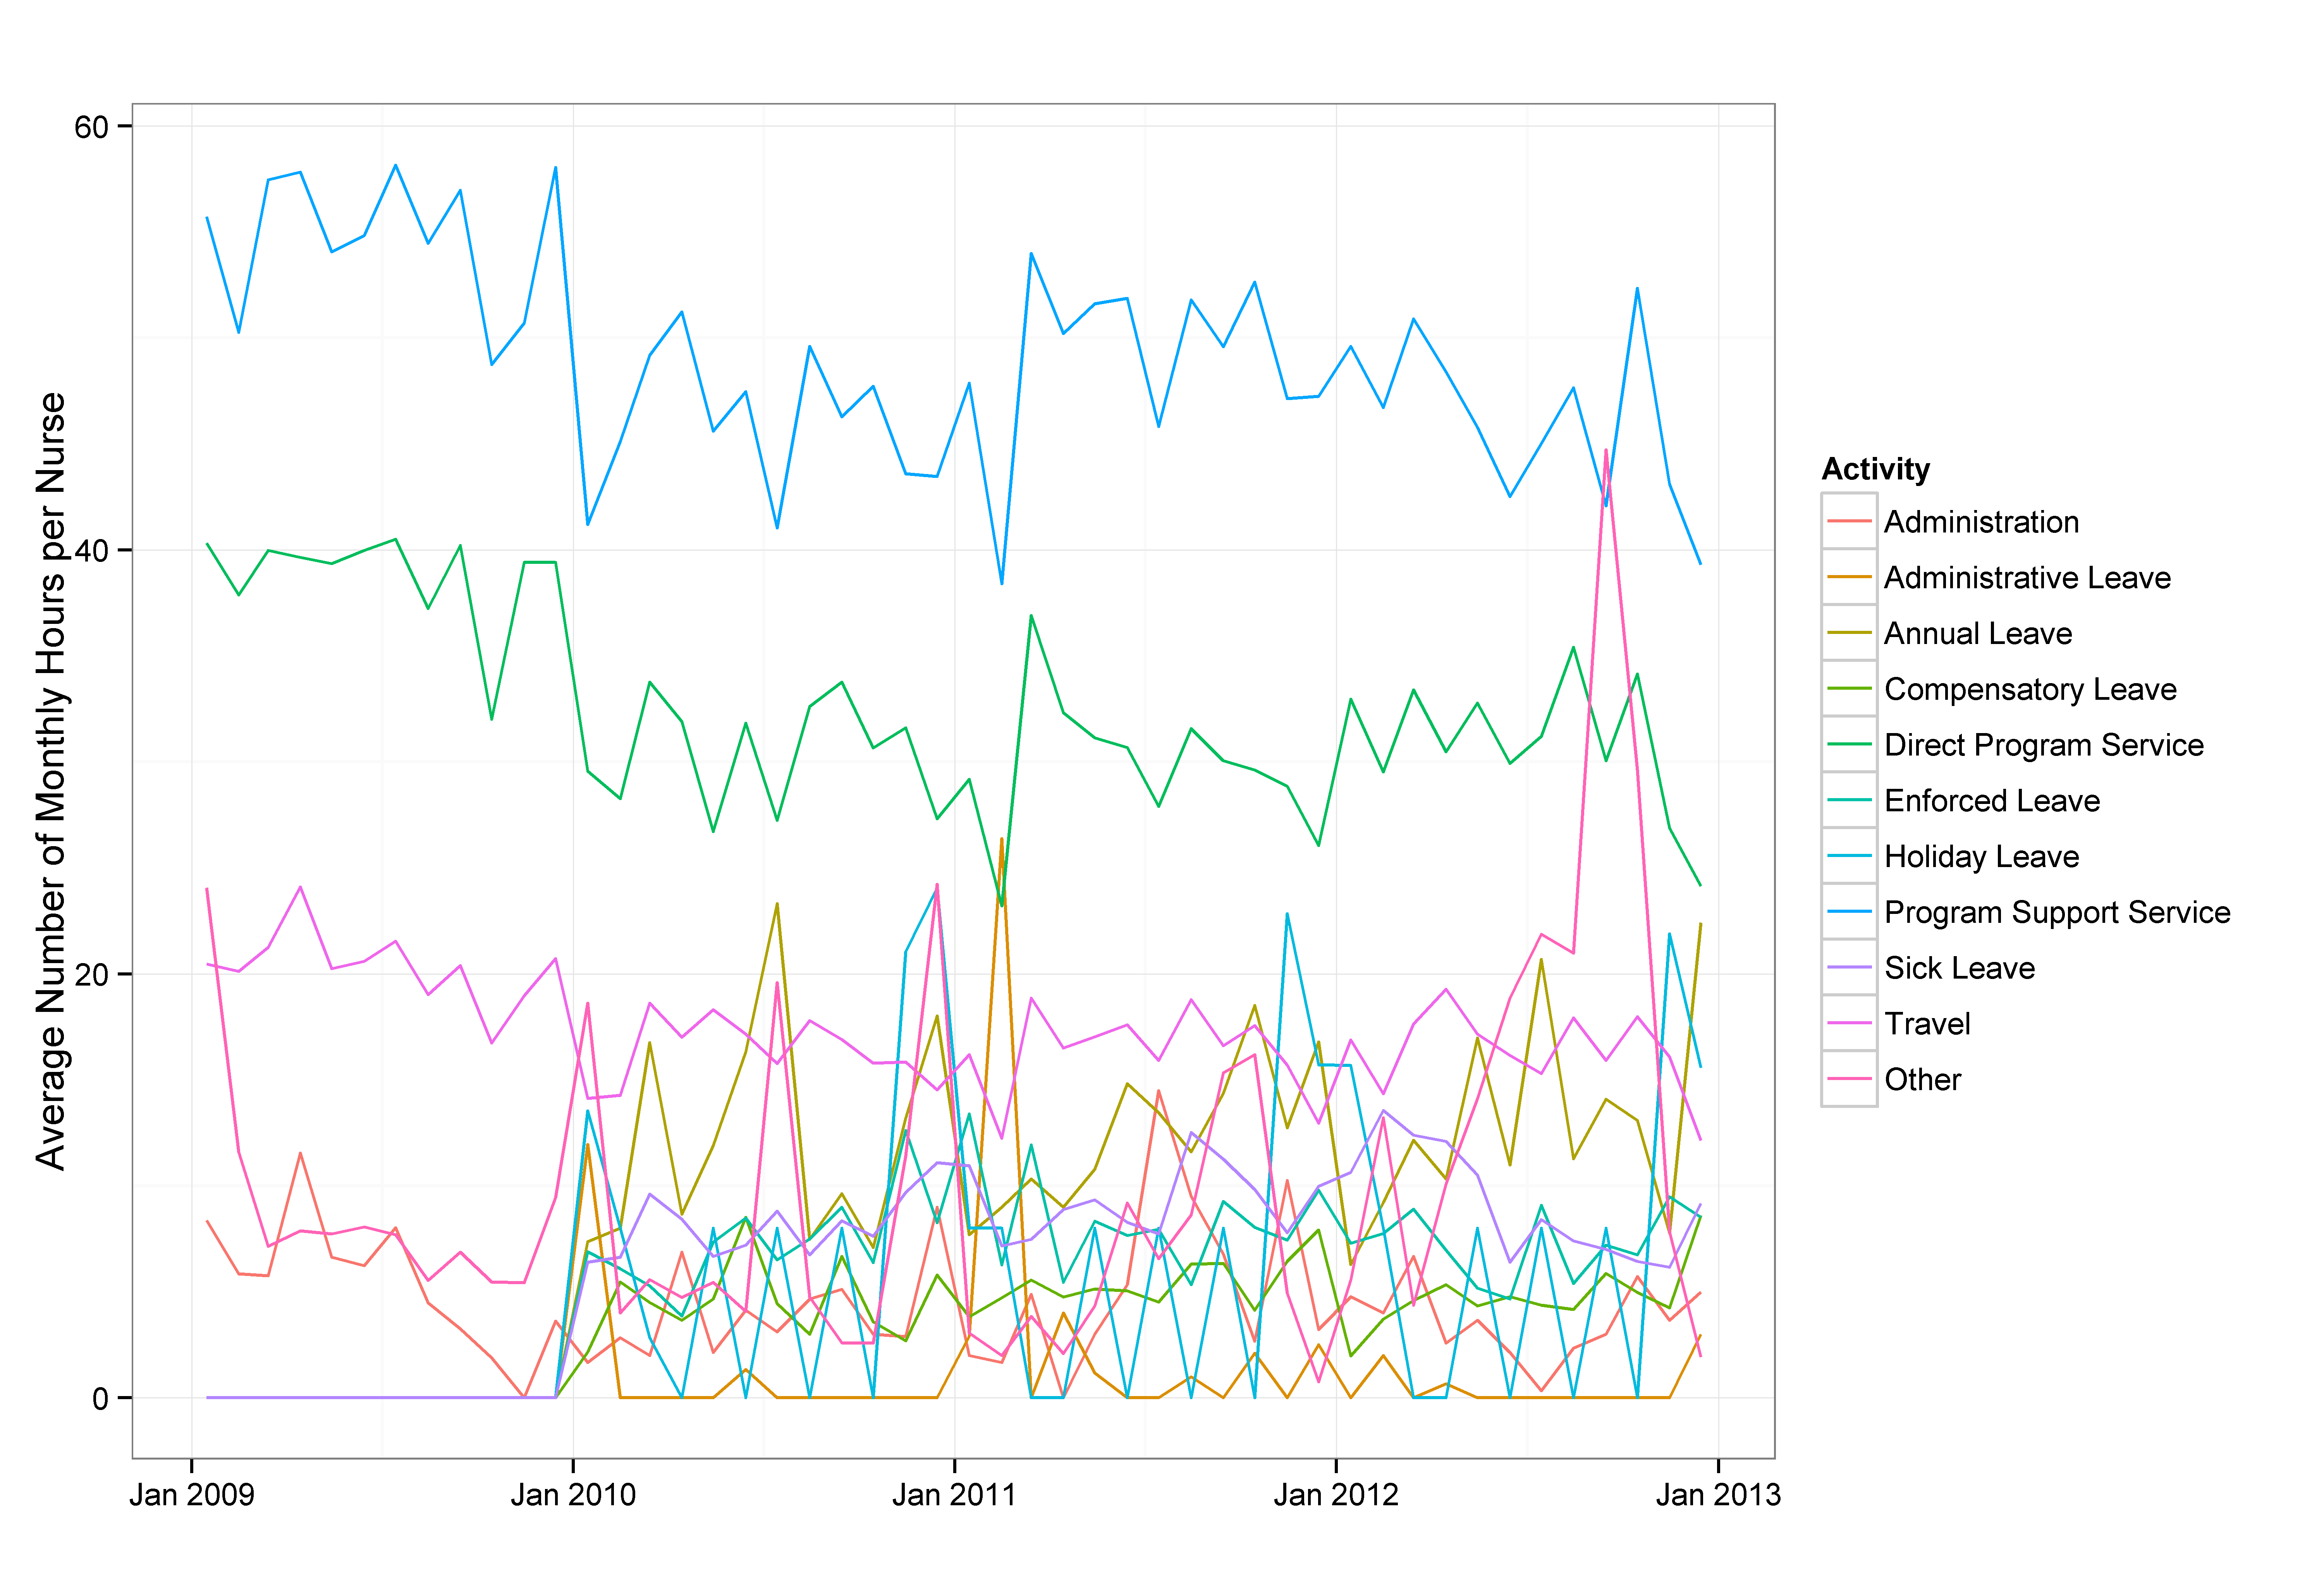 Average Number of Monthly Hours per Nurse
60
40
20
0
Jan 2009
Jan 2010
Jan 2011
Jan 2012
Jan 2013
Activity
Administration
Administrative Leave
Annual Leave
Compensatory Leave
Direct Program Service
Enforced Leave
Holiday Leave
Program Support Service
Sick Leave
Travel
Other